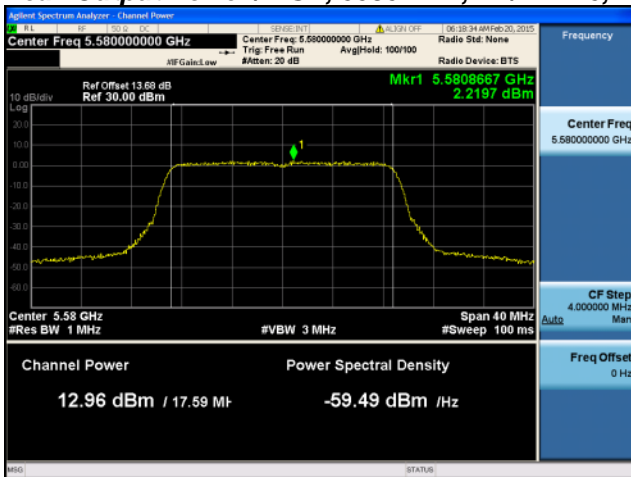 Agilent Spectrum Analyzer - Channel Power
RL RF 50 Ω DC SENSE:INT ALIGN OFF 06:18:34 AM Feb 20, 2015
Center Freq 5.580000000 GHz
Center Freq: 5.580000000 GHz
Radio Std: None
Trig: Free Run Avg|Hold: 100/100
#IFGain:Low #Atten: 20 dB Radio Device: BTS
Frequency
Mkr1 5.5808667 GHz
2.2197 dBm
Ref Offset 13.68 dB
10 dB/div Ref 30.00 dBm
Log
20.0
10.0
0.00
-10.0
-20.0
-30.0
-40.0
-50.0
-60.0
1
Center Freq
5.580000000 GHz
CF Step
4.000000 MHz
Auto Man
Freq Offset
0 Hz
Center 5.58 GHz Span 40 MHz
#Res BW 1 MHz #VBW 3 MHz #Sweep 100 ms
Channel Power Power Spectral Density
12.96 dBm / 17.59 MH -59.49 dBm /Hz
MSG STATUS